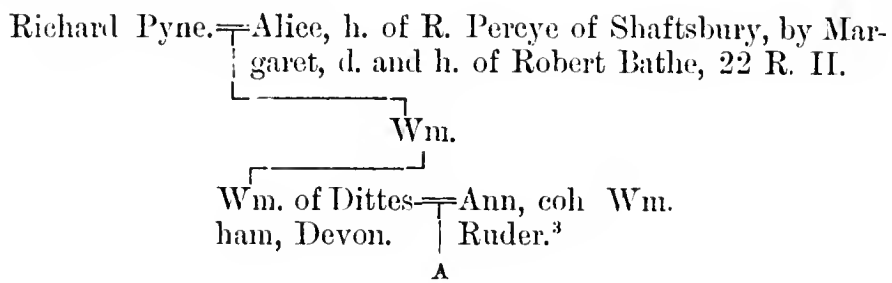 Richard Pyne.=Alice, h. of R. Percye of Shaftsbury, by Mar-
garet, d. and h. of Robert Bathe, 22 R. II.
Wm.
Wm. of Dittes-=Ann, coh Wm.
ham, Devon. Ruder.³
A